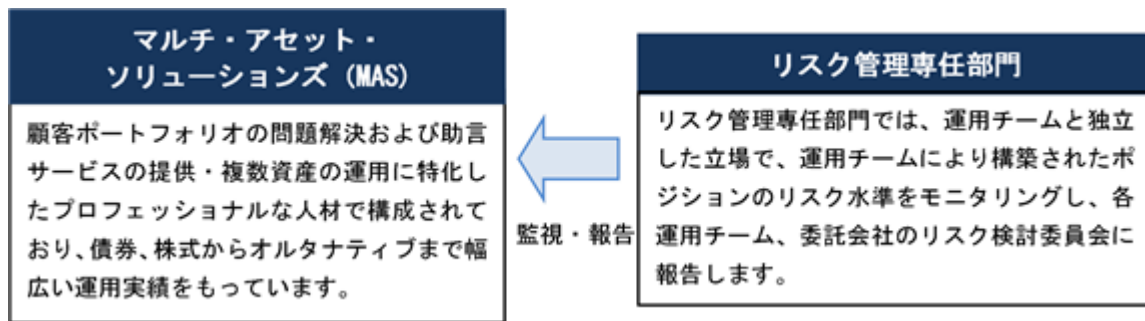 マルチ・アセット・
ソリューションズ (MAS)
顧客ポートフォリオの問題解決および助言
サービスの提供・複数資産の運用に特化し
たプロフェッショナルな人材で構成されて
おり、債券、株式からオルタナティブまで幅
広い運用実績をもっています。
監視・報告
リスク管理専任部門
リスク管理専任部門では、運用チームと独立
した立場で、運用チームにより構築されたポ
ジションのリスク水準をモニタリングし、各
運用チーム、委託会社のリスク検討委員会に
報告します。